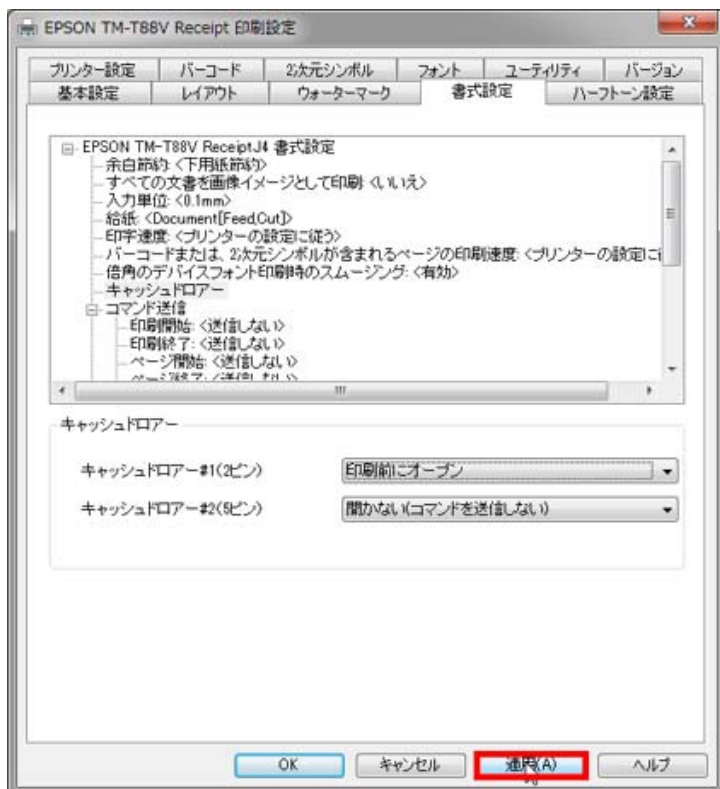 EPSON TM-T88V Receipt 印刷設定
プリンター設定 バーコード 2次元シンボル フォント ユーティリティ バージョン
基本設定 レイアウト ウォーターマーク 書式設定 ハーフトーン設定
EPSON TM-T88V ReceiptJ4 書式設定
余白節約: <下用紙節約>
すべての文書を画像イメージとして印刷: <いいえ>
入力単位: <0.1mm>
給紙: <Document[Feed,Cut]>
印字速度: <プリンターの設定に従う>
バーコードまたは、2次元シンボルが含まれるページの印刷速度: <プリンターの設定に
倍角のデバイスフォント印刷時のスムージング: <有効>
キャッシュドロアー
コマンド送信
印刷開始: <送信しない>
印刷終了: <送信しない>
ページ開始: <送信しない>
ページ終了: <送信しない>
キャッシュドロアー
キャッシュドロアー#1(2ピン) 印刷前にオープン
キャッシュドロアー#2(5ピン) 開かない(コマンドを送信しない)
OK キャンセル 適用(A) ヘルプ